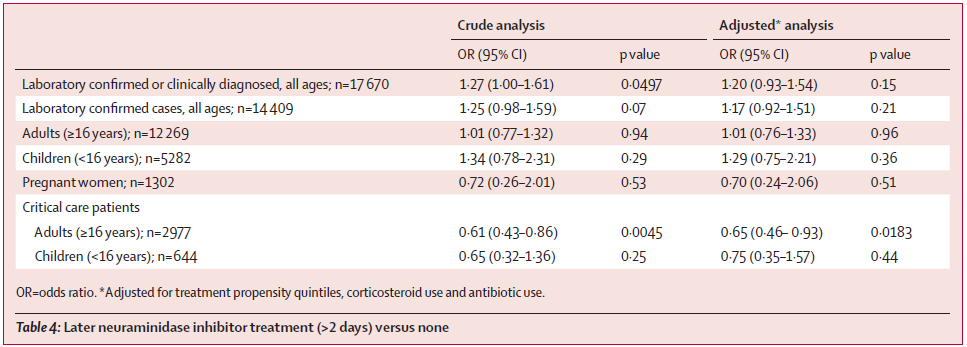 Crude analysis Adjusted* analysis
OR (95% CI) p value OR (95% CI) p value
Laboratory confirmed or clinically diagnosed, all ages; n=17 670 1·27 (1·00–1·61) 0·0497 1·20 (0·93–1·54) 0·15
Laboratory confirmed cases, all ages; n=14 409 1·25 (0·98–1·59) 0·07 1·17 (0·92–1·51) 0·21
Adults (≥16 years); n=12 269 1·01 (0·77–1·32) 0·94 1·01 (0·76–1·33) 0·96
Children (<16 years); n=5282 1·34 (0·78–2·31) 0·29 1·29 (0·75–2·21) 0·36
Pregnant women; n=1302 0·72 (0·26–2·01) 0·53 0·70 (0·24–2·06) 0·51
Critical care patients
Adults (≥16 years); n=2977 0·61 (0·43–0·86) 0·0045 0·65 (0·46– 0·93) 0·0183
Children (<16 years); n=644 0·65 (0·32–1·36) 0·25 0·75 (0·35–1·57) 0·44
OR=odds ratio. *Adjusted for treatment propensity quintiles, corticosteroid use and antibiotic use.
Table 4: Later neuraminidase inhibitor treatment (>2 days) versus none